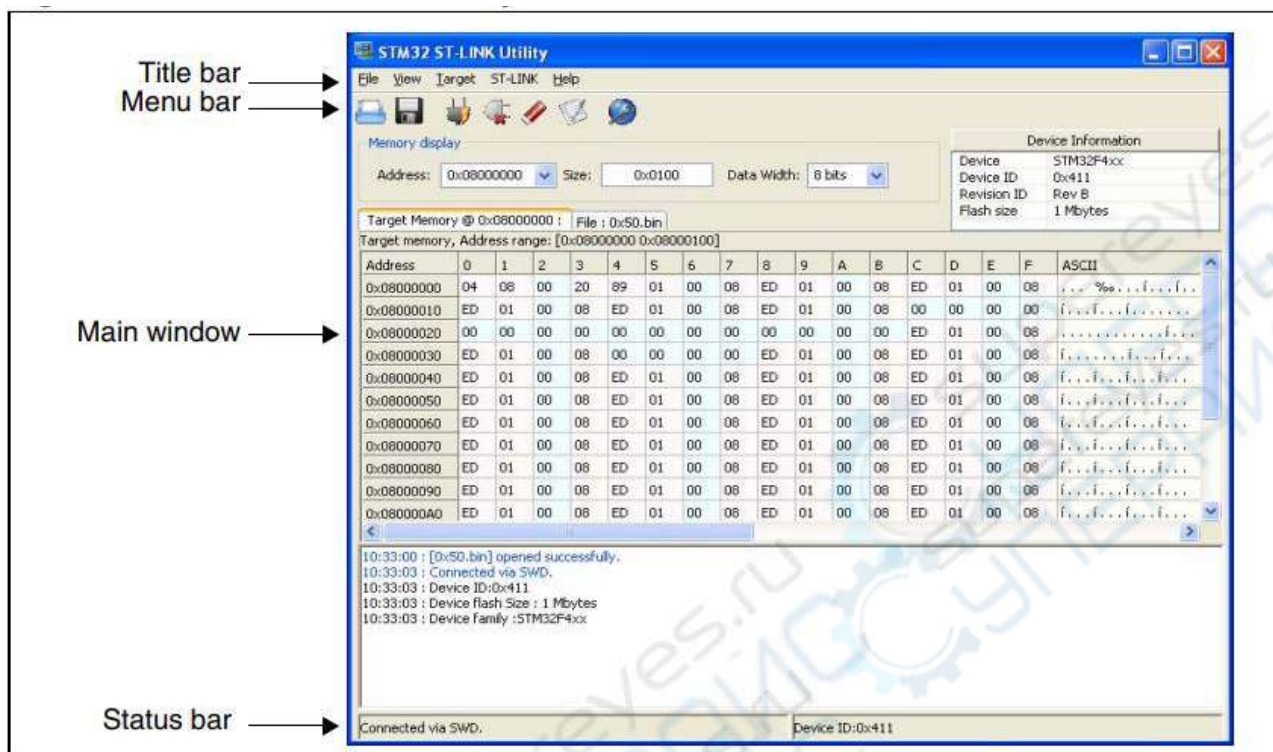 STM32 ST-LINK Utility
Title bar
File View Target ST-LINK Help
Menu bar
Memory display
Address: 0x08000000 Size: 0x0100 Data Width: 8 bits
Device Information
Device STM32F4xx
Device ID 0x411
Revision ID Rev B
Flash size 1 Mbytes
Target Memory @ 0x08000000 : File : 0x50.bin
Target memory, Address range: [0x08000000 0x08000100]
Address 0 1 2 3 4 5 6 7 8 9 A B C D E F ASCII
0x08000000 04 08 00 20 89 01 00 08 ED 01 00 08 ED 01 00 08 ... ‰...Í...Í..
0x08000010 ED 01 00 08 ED 01 00 08 ED 01 00 08 00 00 00 00 Í...Í...Í.......
0x08000020 00 00 00 00 00 00 00 00 00 00 00 00 ED 01 00 08 ............Í...
Main window
0x08000030 ED 01 00 08 00 00 00 00 ED 01 00 08 ED 01 00 08 Í.......Í...Í...
0x08000040 ED 01 00 08 ED 01 00 08 ED 01 00 08 ED 01 00 08 Í...Í...Í...Í...
0x08000050 ED 01 00 08 ED 01 00 08 ED 01 00 08 ED 01 00 08 Í...Í...Í...Í...
0x08000060 ED 01 00 08 ED 01 00 08 ED 01 00 08 ED 01 00 08 Í...Í...Í...Í...
0x08000070 ED 01 00 08 ED 01 00 08 ED 01 00 08 ED 01 00 08 Í...Í...Í...Í...
0x08000080 ED 01 00 08 ED 01 00 08 ED 01 00 08 ED 01 00 08 Í...Í...Í...Í...
0x08000090 ED 01 00 08 ED 01 00 08 ED 01 00 08 ED 01 00 08 Í...Í...Í...Í...
0x080000A0 ED 01 00 08 ED 01 00 08 ED 01 00 08 ED 01 00 08 Í...Í...Í...Í...
10:33:00 : [0x50.bin] opened successfully.
10:33:03 : Connected via SWD.
10:33:03 : Device ID:0x411
10:33:03 : Device flash Size : 1 Mbytes
10:33:03 : Device family :STM32F4xx
Status bar
Connected via SWD. Device ID:0x411